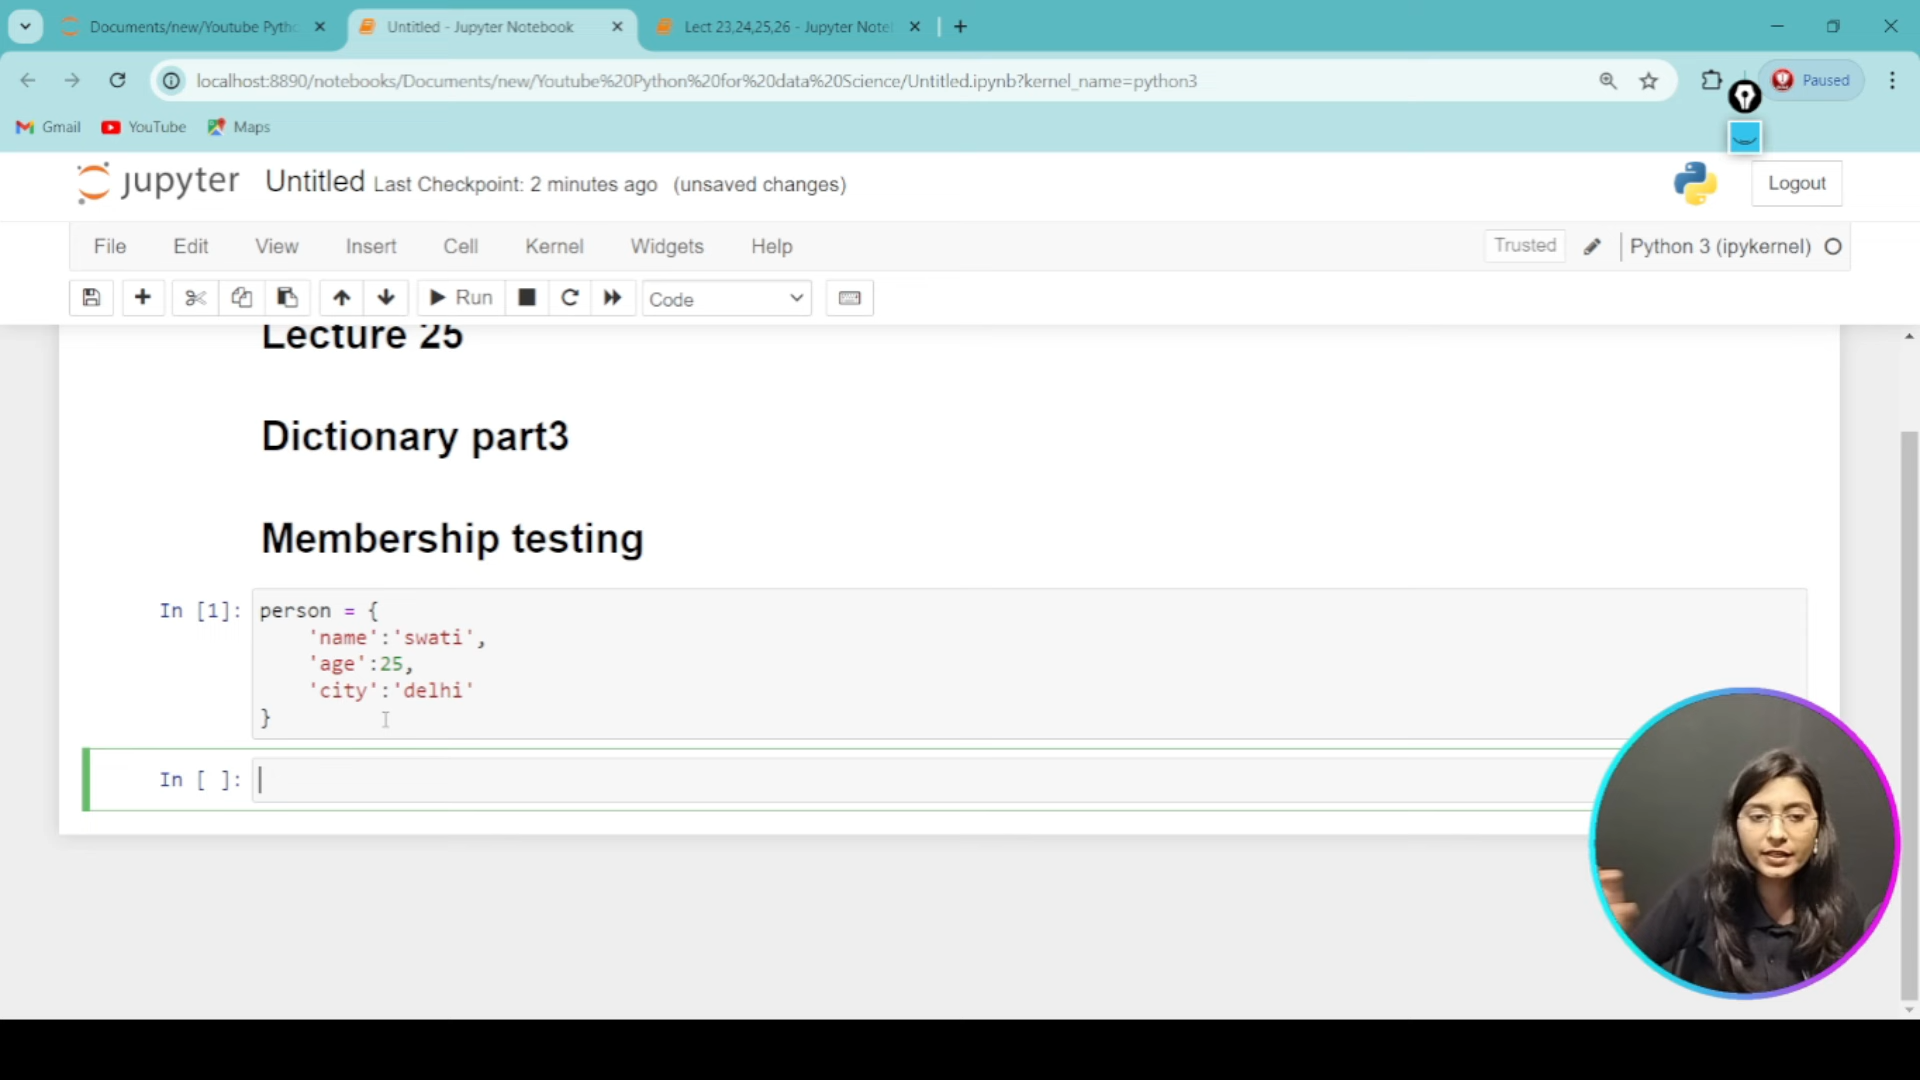 Documents/new/Youtube Pytho
Untitled - Jupyter Notebook
Lect 23,24,25,26 - Jupyter Note
localhost:8890/notebooks/Documents/new/Youtube%20Python%20for%20data%20Science/Untitled.ipynb?kernel_name=python3
Paused
Gmail
YouTube
Maps
jupyter
Untitled Last Checkpoint: 2 minutes ago (unsaved changes)
Logout
File
Edit
View
Insert
Cell
Kernel
Widgets
Help
Trusted
Python 3 (ipykernel)
Run
Code
Lecture 25
Dictionary part3
Membership testing
In [1]:
person = {
'name':'swati',
'age':25,
'city':'delhi'
}
In [ ]: